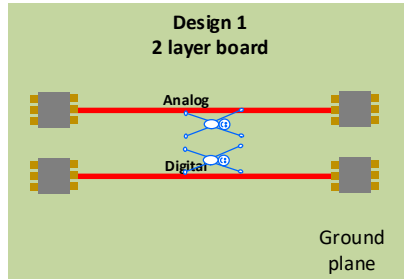 Design 1
2 layer board
Analog
Digital
Ground
plane